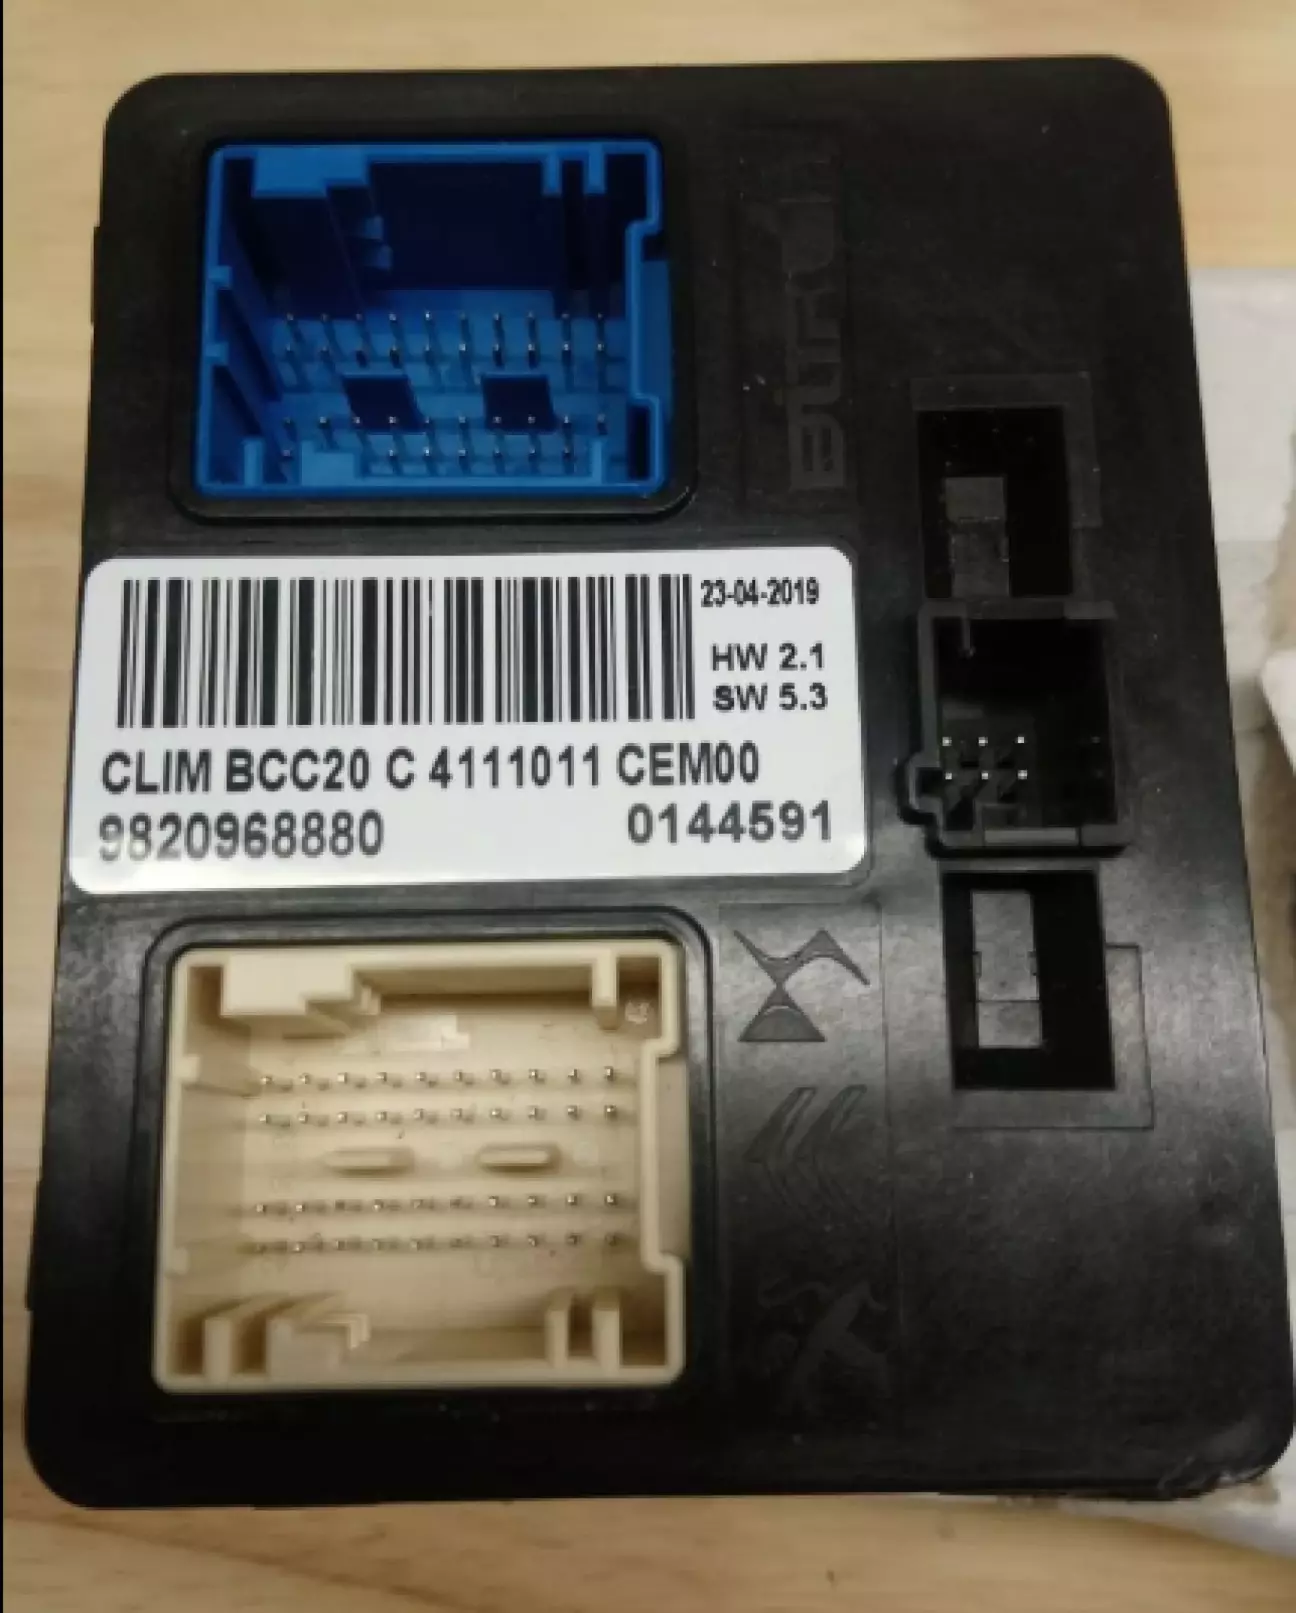 23-04-2019
HW 2.1
SW 5.3
CLIM BCC20 C 4111011 CEM00
9820968880
0144591